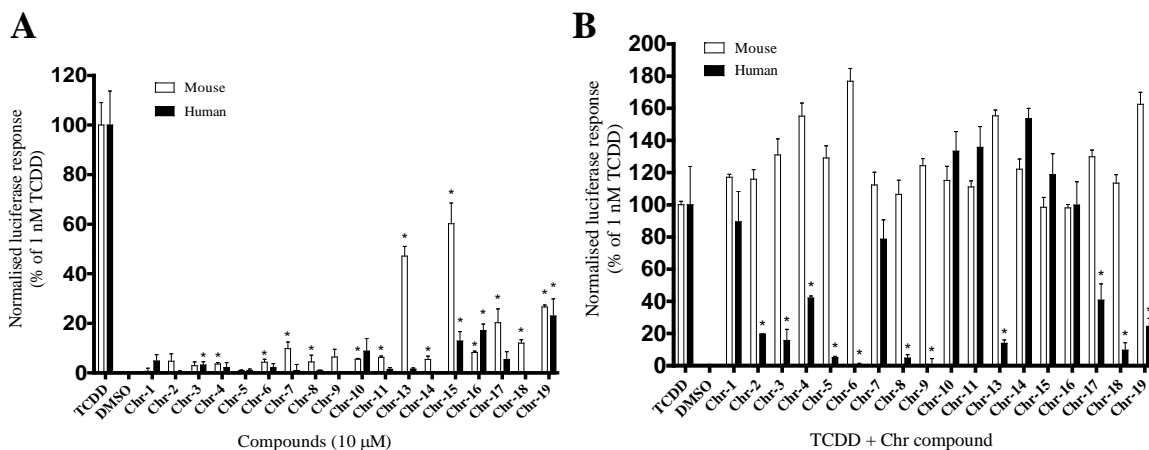 A
B
Normalised luciferase response
(% of 1 nM TCDD)
120
100
80
60
40
20
0
Mouse
Human
* * * * * * * * * * * * * * * * *
TCDD
DMSO
Chr-1
Chr-2
Chr-3
Chr-4
Chr-5
Chr-6
Chr-7
Chr-8
Chr-9
Chr-10
Chr-11
Chr-13
Chr-14
Chr-15
Chr-16
Chr-17
Chr-18
Chr-19
Compounds (10 μM)
Normalised luciferase response
(% of 1 nM TCDD)
200
180
160
140
120
100
80
60
40
20
0
Mouse
Human
* * * * * * * * * * *
TCDD
DMSO
Chr-1
Chr-2
Chr-3
Chr-4
Chr-5
Chr-6
Chr-7
Chr-8
Chr-9
Chr-10
Chr-11
Chr-13
Chr-14
Chr-15
Chr-16
Chr-17
Chr-18
Chr-19
TCDD + Chr compound